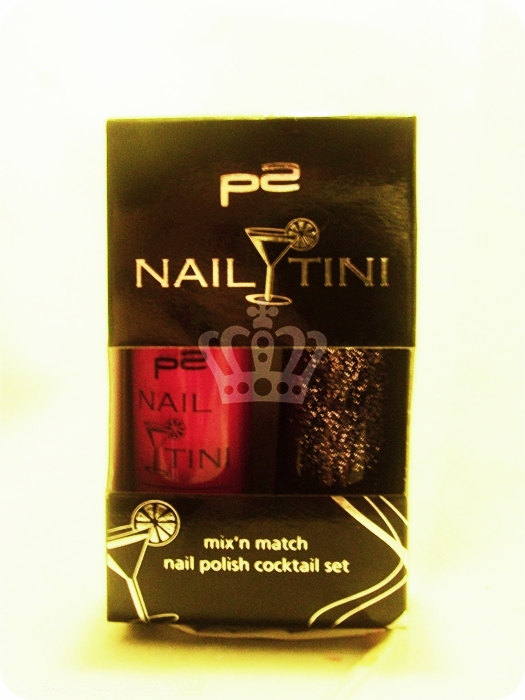 p2
NAIL TINI
p2
NAIL
TINI
mix'n match
nail polish cocktail set